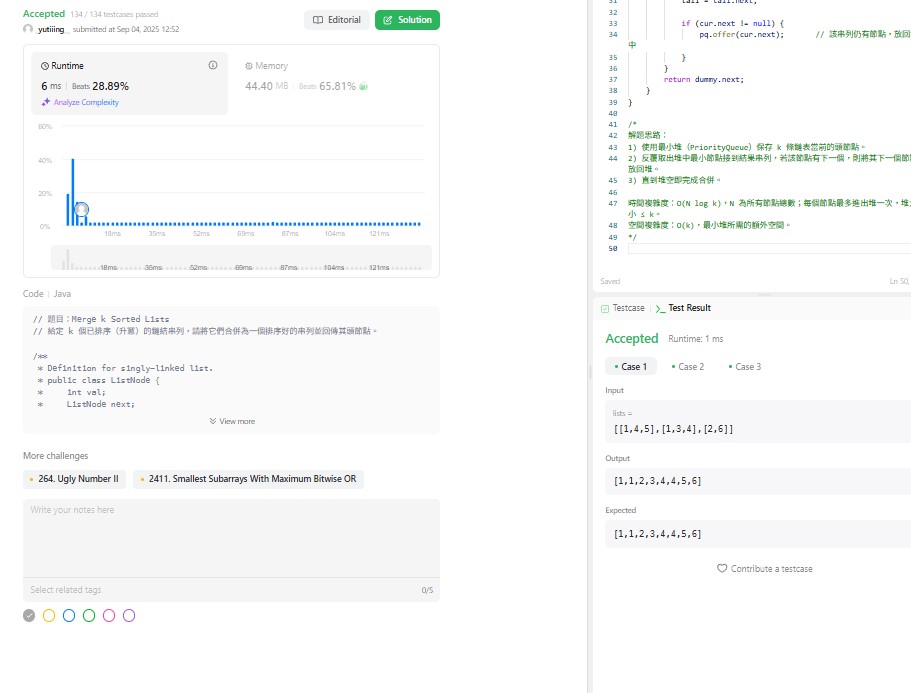 Accepted 134 / 134 testcases passed
yutiiing_ submitted at Sep 04, 2025 12:52
Editorial
Solution
Runtime
6 ms | Beats 28.89%
Analyze Complexity
Memory
44.40 MB | Beats 65.81%
60%
40%
20%
0%
18ms 35ms 52ms 69ms 87ms 104ms 121ms
18ms 35ms 52ms 69ms 87ms 104ms 121ms
Code | Java
// 題目：Merge k Sorted Lists
// 給定 k 個已排序（升冪）的鏈結串列，請將它們合併為一個排序好的串列並回傳其頭節點。
/**
* Definition for singly-linked list.
* public class ListNode {
*     int val;
*     ListNode next;
View more
More challenges
264. Ugly Number II
2411. Smallest Subarrays With Maximum Bitwise OR
Write your notes here
Select related tags 0/5
31 tail = tail.next;
32
33 if (cur.next != null) {
34 pq.offer(cur.next); // 該串列仍有節點，放回
中
35 }
36 }
37 return dummy.next;
38 }
39 }
40
41 /*
42 解題思路：
43 1) 使用最小堆（PriorityQueue）保存 k 條鏈表當前的頭節點。
44 2) 反覆取出堆中最小節點接到結果串列，若該節點有下一個，則將其下一個節
放回堆。
45 3) 直到堆空即完成合併。
46
47 時間複雜度：O(N log k)，N 為所有節點總數；每個節點最多進出堆一次，堆
小 ≤ k。
48 空間複雜度：O(k)，最小堆所需的額外空間。
49 */
50
Saved Ln 50,
Testcase
Test Result
Accepted Runtime: 1 ms
Case 1
Case 2
Case 3
Input
lists =
[[1,4,5],[1,3,4],[2,6]]
Output
[1,1,2,3,4,4,5,6]
Expected
[1,1,2,3,4,4,5,6]
Contribute a testcase